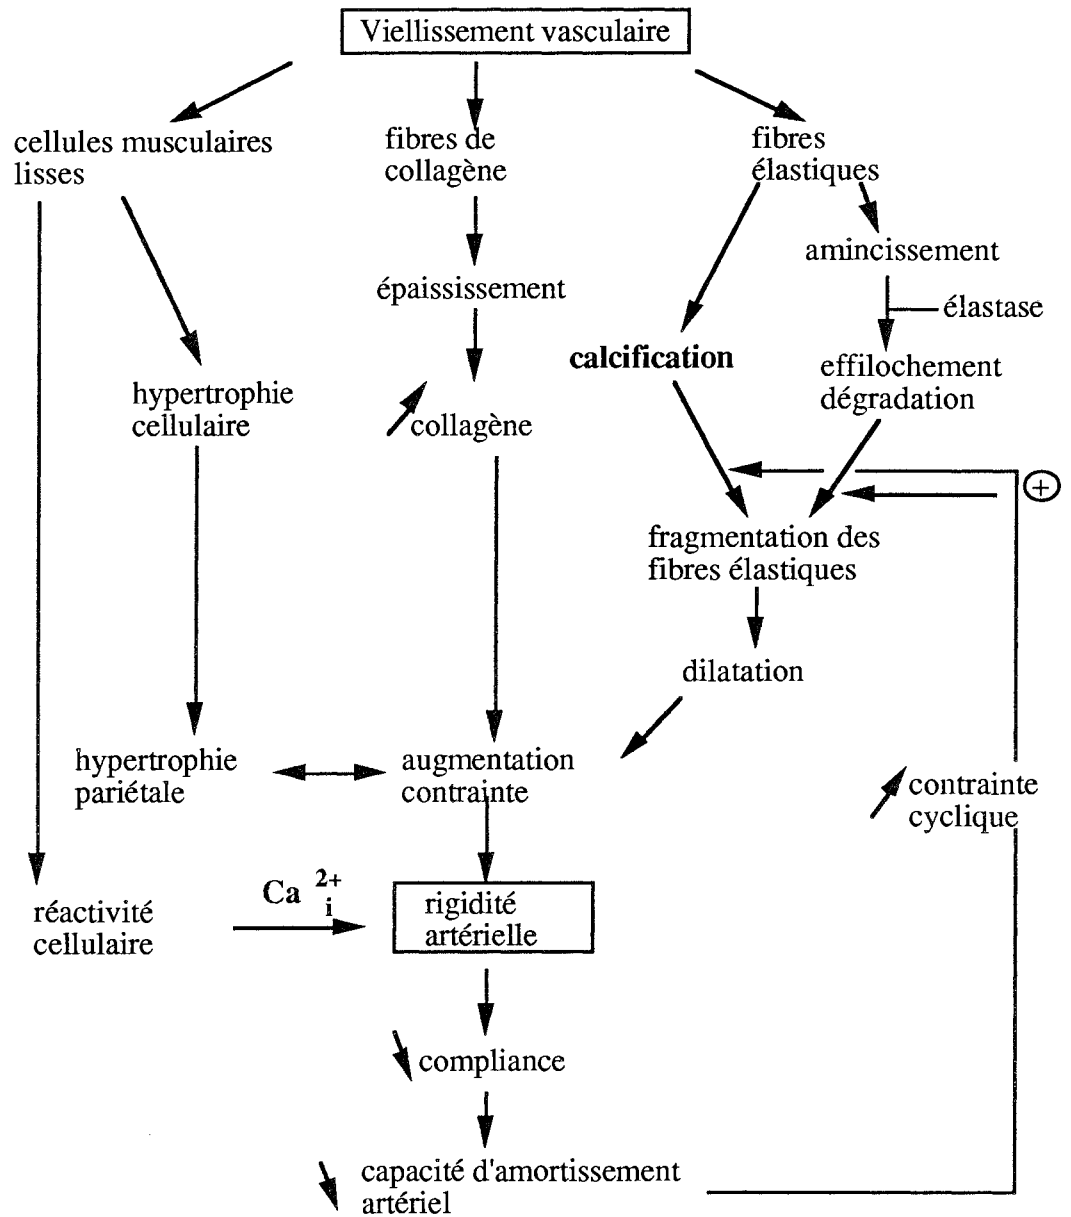 Viellissement vasculaire
cellules musculaires
lisses
fibres de
collagène
fibres
élastiques
amincissement
épaississement
élastase
calcification
effilochement
dégradation
hypertrophie
cellulaire
collagène
+
fragmentation des
fibres élastiques
dilatation
hypertrophie
pariétale
augmentation
contrainte
contrainte
cyclique
Ca 2+ i
réactivité
cellulaire
rigidité
artérielle
compliance
capacité d'amortissement
artériel